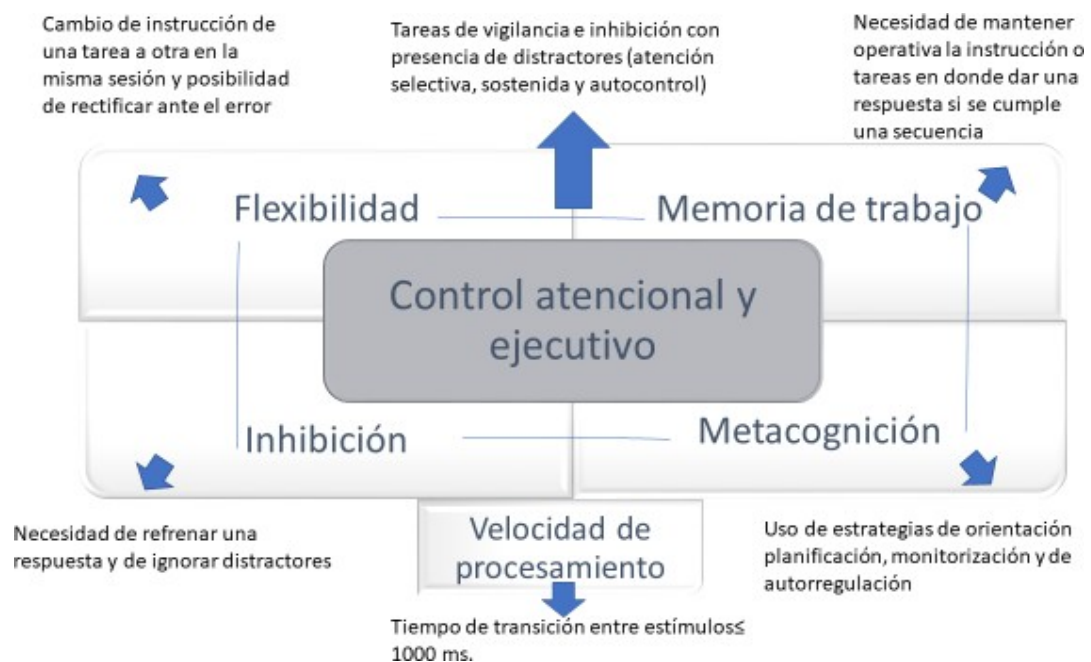 Cambio de instrucción de
una tarea a otra en la
misma sesión y posibilidad
de rectificar ante el error
Tareas de vigilancia e inhibición con
presencia de distractores (atención
selectiva, sostenida y autocontrol)
Necesidad de mantener
operativa la instrucción o
tareas en donde dar una
respuesta si se cumple
una secuencia
Flexibilidad
Memoria de trabajo
Control atencional y
ejecutivo
Inhibición
Metacognición
Necesidad de refrenar una
respuesta y de ignorar distractores
Velocidad de
procesamiento
Uso de estrategias de orientación
planificación, monitorización y de
autorregulación
Tiempo de transición entre estímulos≤
1000 ms.